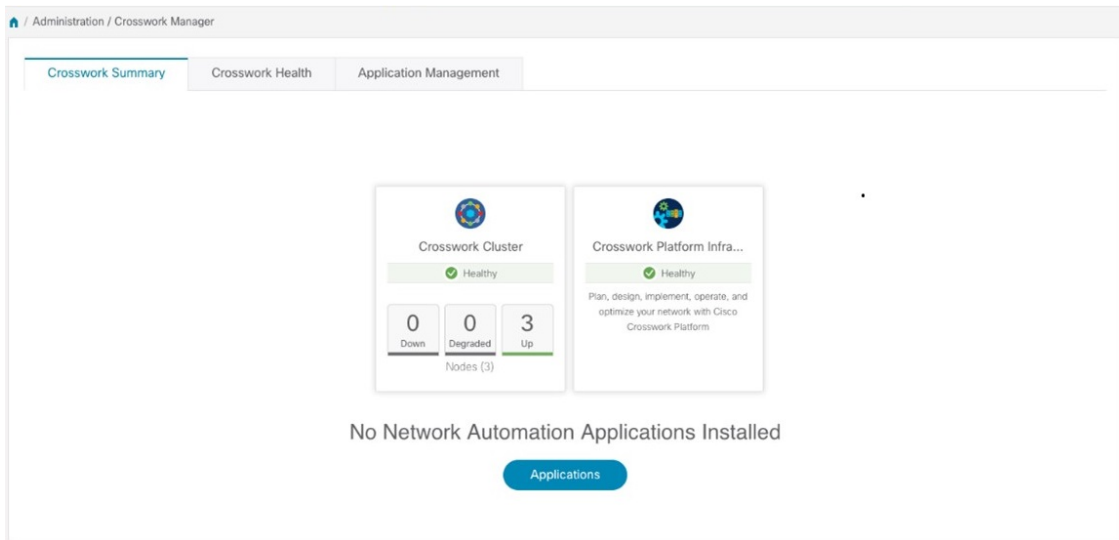 / Administration / Crosswork Manager
Crosswork Summary Crosswork Health Application Management
Crosswork Cluster
Healthy
0 0 3
Down Degraded Up
Nodes (3)
Crosswork Platform Infra...
Healthy
Plan, design, implement, operate, and
optimize your network with Cisco
Crosswork Platform
No Network Automation Applications Installed
Applications